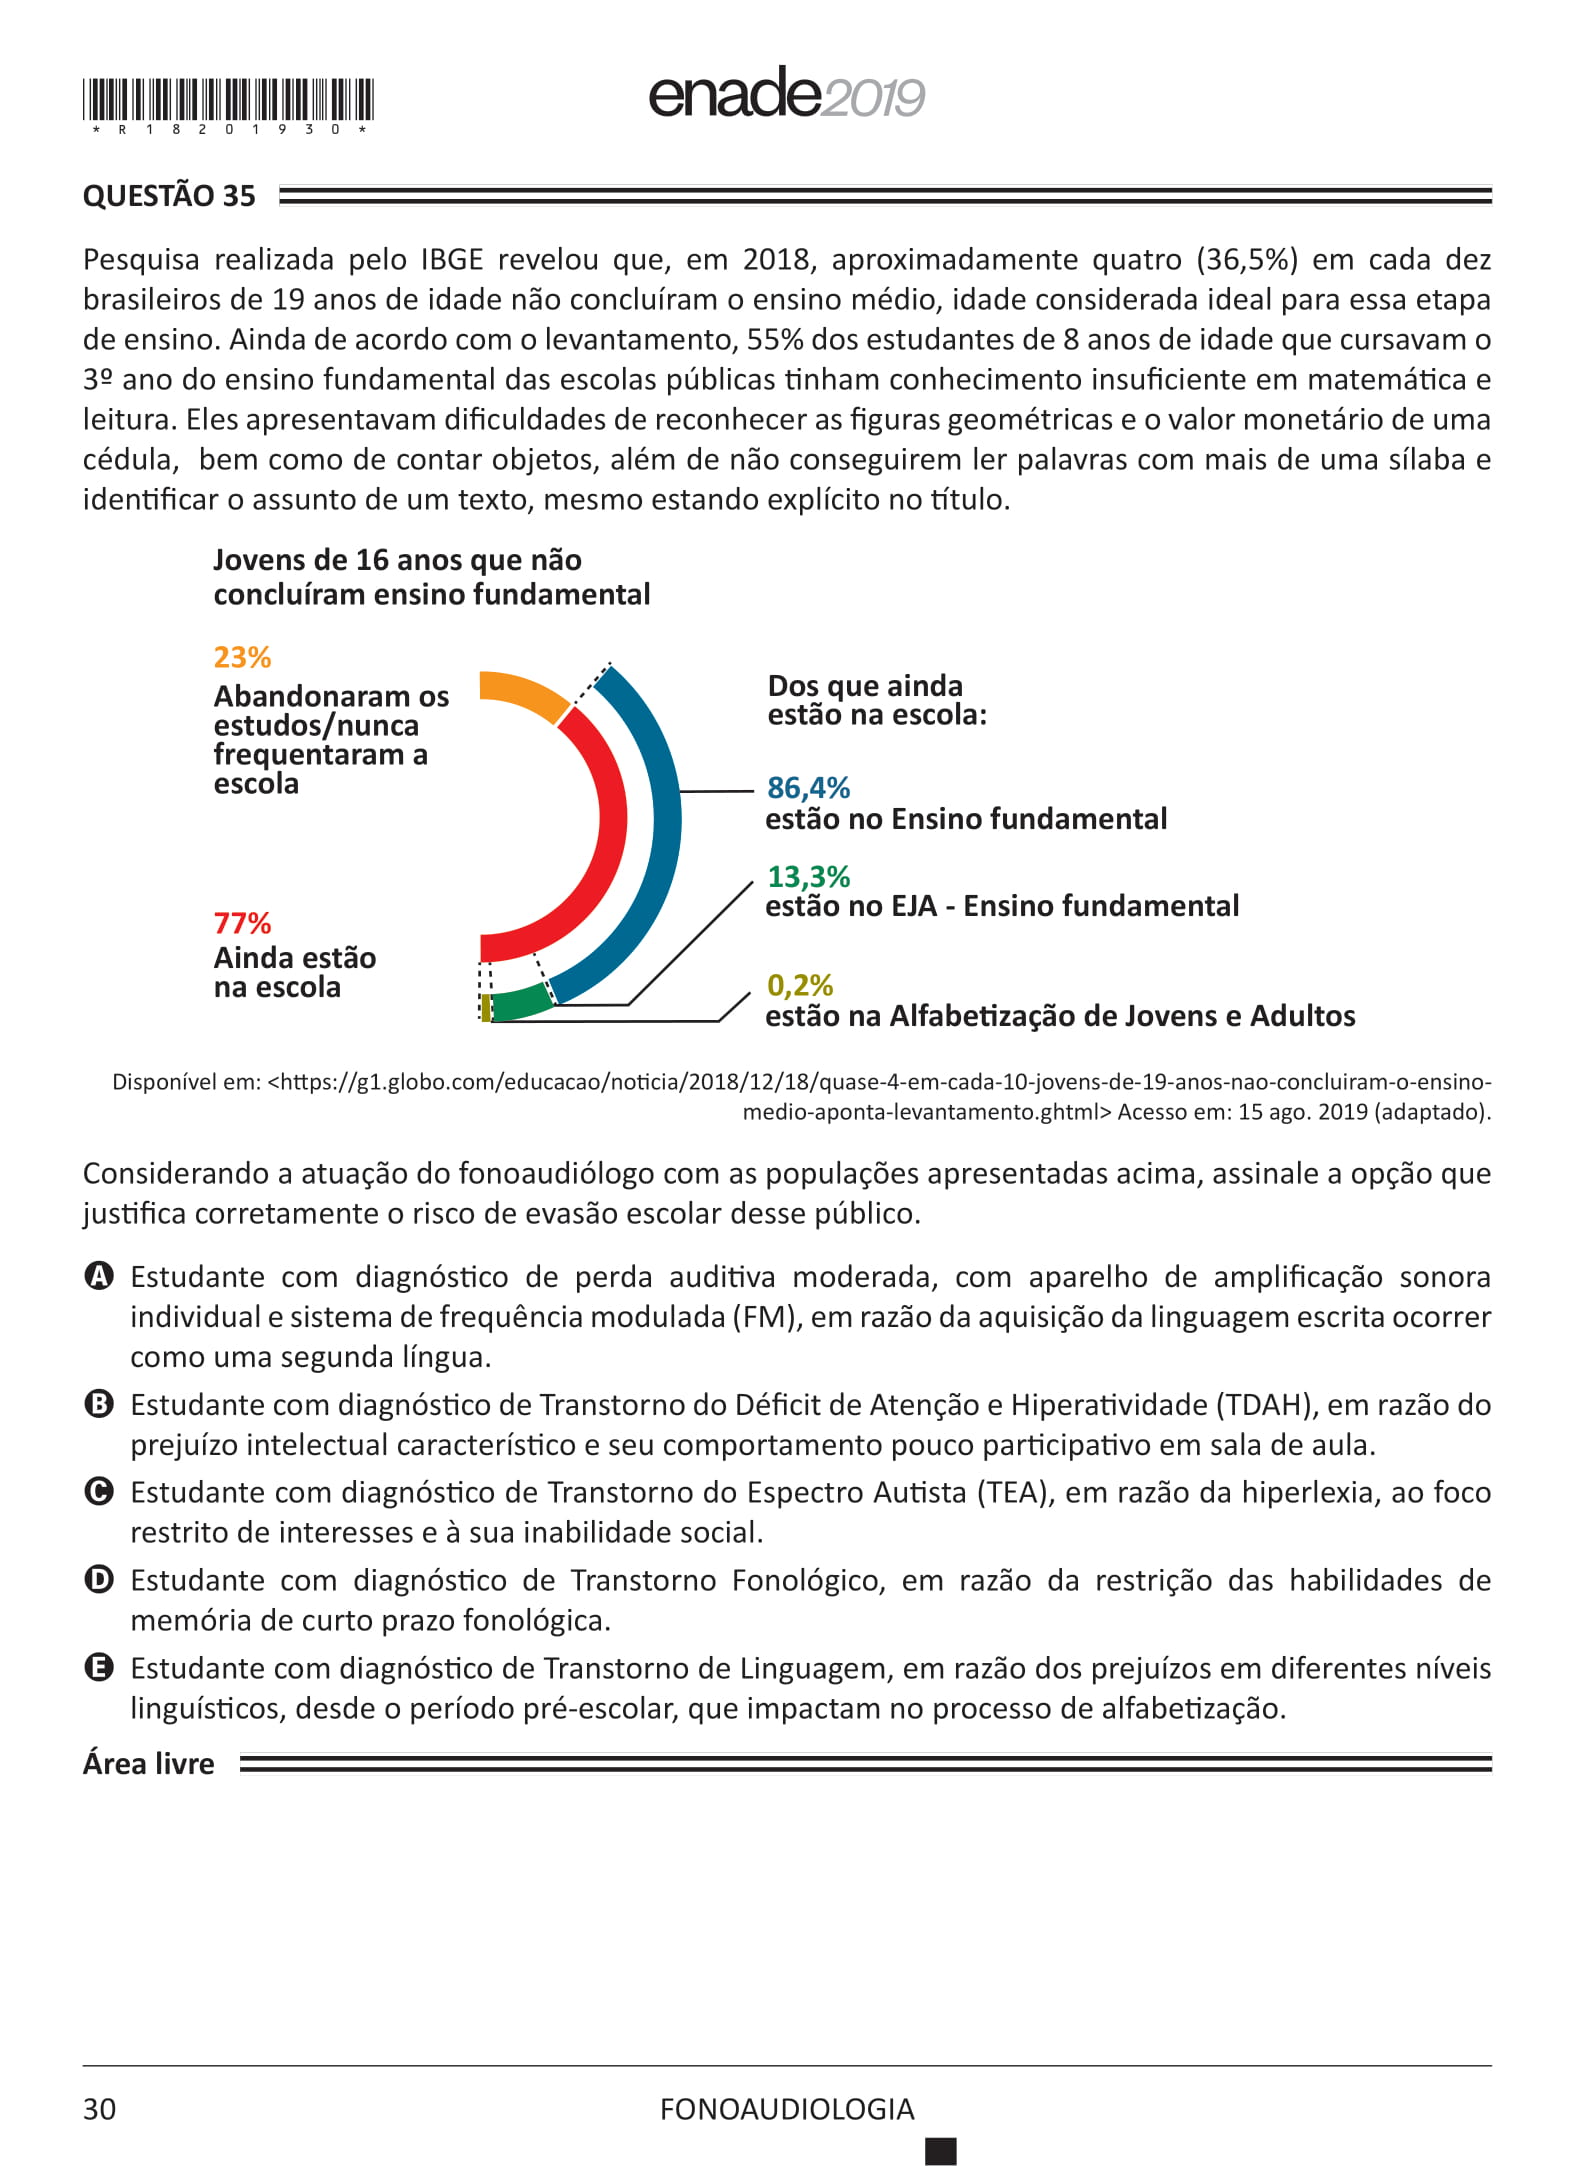 *R18201930*
enade2019
QUESTÃO 35
Pesquisa realizada pelo IBGE revelou que, em 2018, aproximadamente quatro (36,5%) em cada dez
brasileiros de 19 anos de idade não concluíram o ensino médio, idade considerada ideal para essa etapa
de ensino. Ainda de acordo com o levantamento, 55% dos estudantes de 8 anos de idade que cursavam o
3º ano do ensino fundamental das escolas públicas tinham conhecimento insuficiente em matemática e
leitura. Eles apresentavam dificuldades de reconhecer as figuras geométricas e o valor monetário de uma
cédula, bem como de contar objetos, além de não conseguirem ler palavras com mais de uma sílaba e
identificar o assunto de um texto, mesmo estando explícito no título.
Jovens de 16 anos que não
concluíram ensino fundamental
23%
Abandonaram os
estudos/nunca
frequentaram a
escola
77%
Ainda estão
na escola
Dos que ainda
estão na escola:
86,4%
estão no Ensino fundamental
13,3%
estão no EJA - Ensino fundamental
0,2%
estão na Alfabetização de Jovens e Adultos
Disponível em: <https://g1.globo.com/educacao/noticia/2018/12/18/quase-4-em-cada-10-jovens-de-19-anos-nao-concluiram-o-ensino-
medio-aponta-levantamento.ghtml> Acesso em: 15 ago. 2019 (adaptado).
Considerando a atuação do fonoaudiólogo com as populações apresentadas acima, assinale a opção que
justifica corretamente o risco de evasão escolar desse público.
A Estudante com diagnóstico de perda auditiva moderada, com aparelho de amplificação sonora
individual e sistema de frequência modulada (FM), em razão da aquisição da linguagem escrita ocorrer
como uma segunda língua.
B Estudante com diagnóstico de Transtorno do Déficit de Atenção e Hiperatividade (TDAH), em razão do
prejuízo intelectual característico e seu comportamento pouco participativo em sala de aula.
C Estudante com diagnóstico de Transtorno do Espectro Autista (TEA), em razão da hiperlexia, ao foco
restrito de interesses e à sua inabilidade social.
D Estudante com diagnóstico de Transtorno Fonológico, em razão da restrição das habilidades de
memória de curto prazo fonológica.
E Estudante com diagnóstico de Transtorno de Linguagem, em razão dos prejuízos em diferentes níveis
linguísticos, desde o período pré-escolar, que impactam no processo de alfabetização.
Área livre
30
FONOAUDIOLOGIA